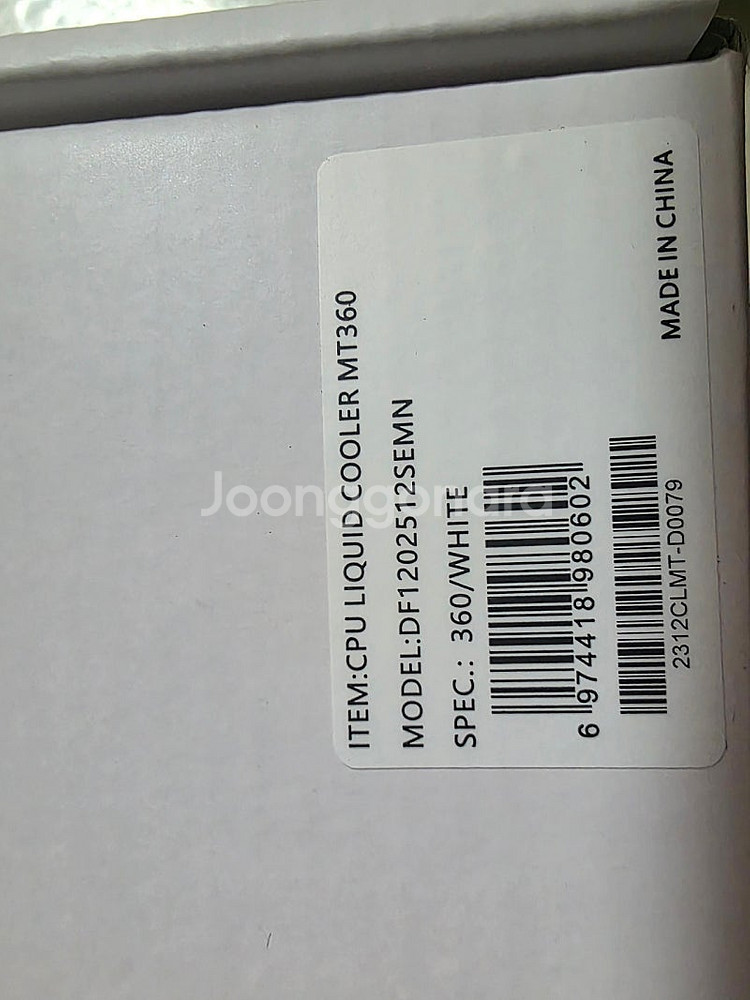 ITEM:CPU LIQUID COOLER MT360
MODEL:DF1202512SEMN
SPEC.: 360/WHITE
6 974418 980602
2312CLMT-D0079
MADE IN CHINA
Joonggonara